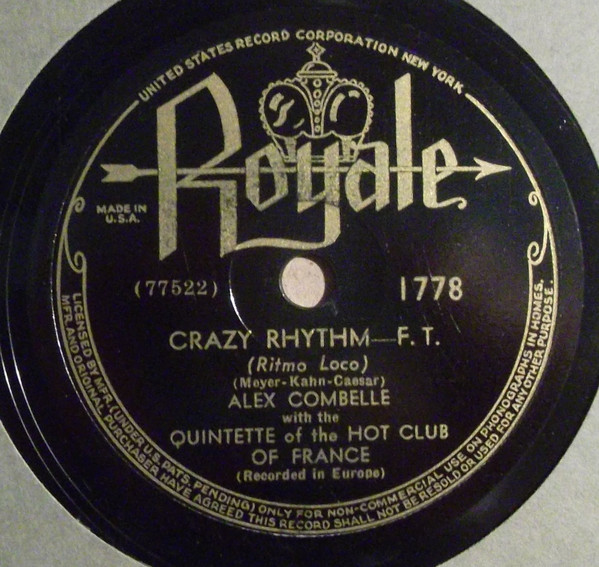 UNITED STATES RECORD CORPORATION NEW YORK
Royale
MADE IN
U.S.A.
(77522)
1778
CRAZY RHYTHM—F.T.
(Ritmo Loco)
(Meyer-Kahn-Caesar)
ALEX COMBELLE
with the
QUINTETTE of the HOT CLUB
OF FRANCE
(Recorded in Europe)
LICENSED BY MFR. (UNDER U.S. PATS. PENDING) ONLY FOR NON-COMMERCIAL USE ON PHONOGRAPHS IN HOMES.
MFR. AND ORIGINAL PURCHASER HAVE AGREED THIS RECORD SHALL NOT BE RESOLD OR USED FOR ANY OTHER PURPOSE.